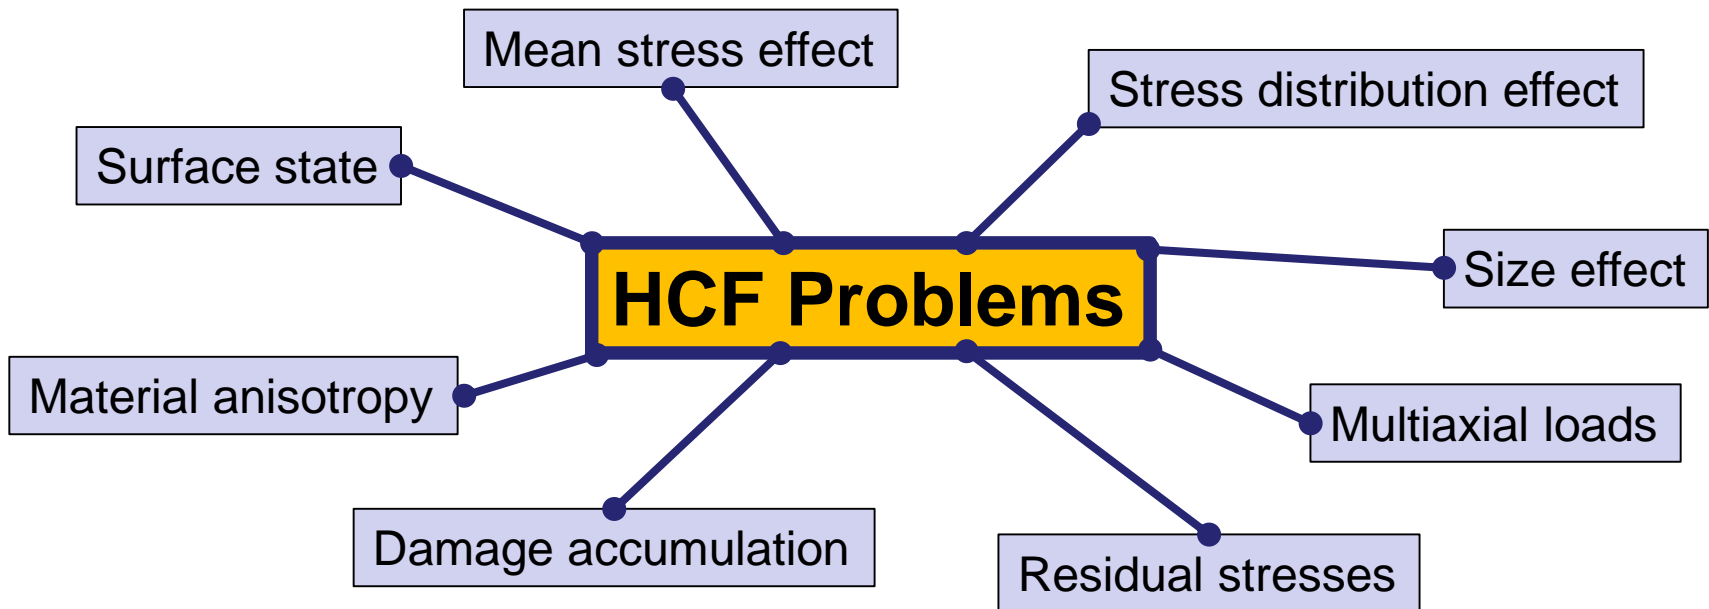 Mean stress effect
Stress distribution effect
Surface state
Size effect
HCF Problems
Material anisotropy
Multiaxial loads
Damage accumulation
Residual stresses